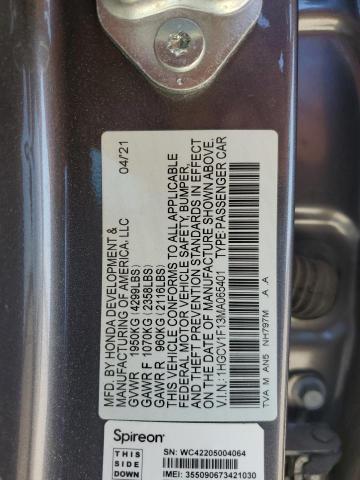 MFD. BY HONDA DEVELOPMENT &
MANUFACTURING OF AMERICA, LLC 04/21
GVWR 1950KG (4299LBS)
GAWR F 1070KG (2358LBS)
GAWR R 960KG (2116LBS)
THIS VEHICLE CONFORMS TO ALL APPLICABLE
FEDERAL MOTOR VEHICLE SAFETY, BUMPER,
AND THEFT PREVENTION STANDARDS IN EFFECT
ON THE DATE OF MANUFACTURE SHOWN ABOVE.
V.I.N.: 1HGCV1F13MA065401 TYPE:PASSENGER CAR
TVA M AN5 NH797M A A
Spireon®
THIS
SIDE
DOWN
SN: WC42205004064
IMEI: 355090673421030